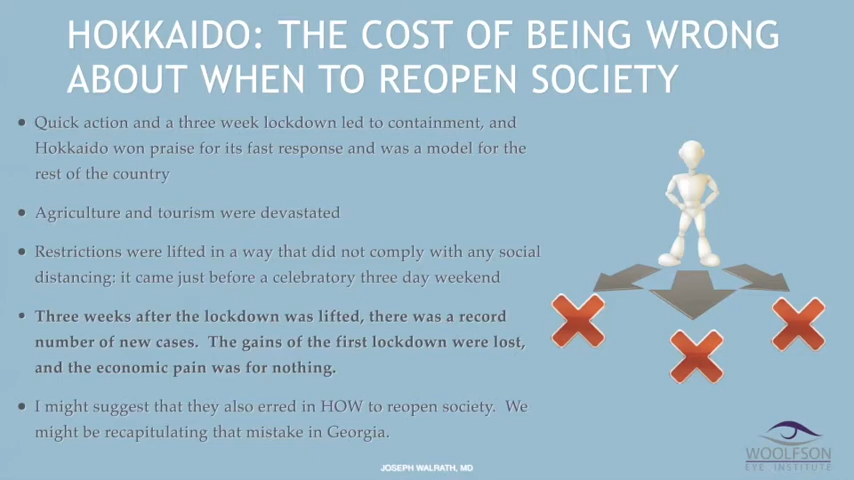 HOKKAIDO: THE COST OF BEING WRONG
ABOUT WHEN TO REOPEN SOCIETY
• Quick action and a three week lockdown led to containment, and
Hokkaido won praise for its fast response and was a model for the
rest of the country
• Agriculture and tourism were devastated
• Restrictions were lifted in a way that did not comply with any social
distancing: it came just before a celebratory three day weekend
• Three weeks after the lockdown was lifted, there was a record
number of new cases. The gains of the first lockdown were lost,
and the economic pain was for nothing.
• I might suggest that they also erred in HOW to reopen society. We
might be recapitulating that mistake in Georgia.
WOOLFSON
EYE INSTITUTE
JOSEPH WALRATH, MD